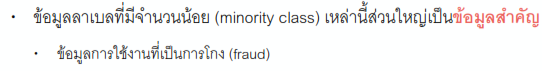 • ข้อมูลลาเบลที่มีจำนวนน้อย (minority class) เหล่านี้ส่วนใหญ่เป็นข้อมูลสำคัญ
• ข้อมูลการใช้งานที่เป็นการโกง (fraud)